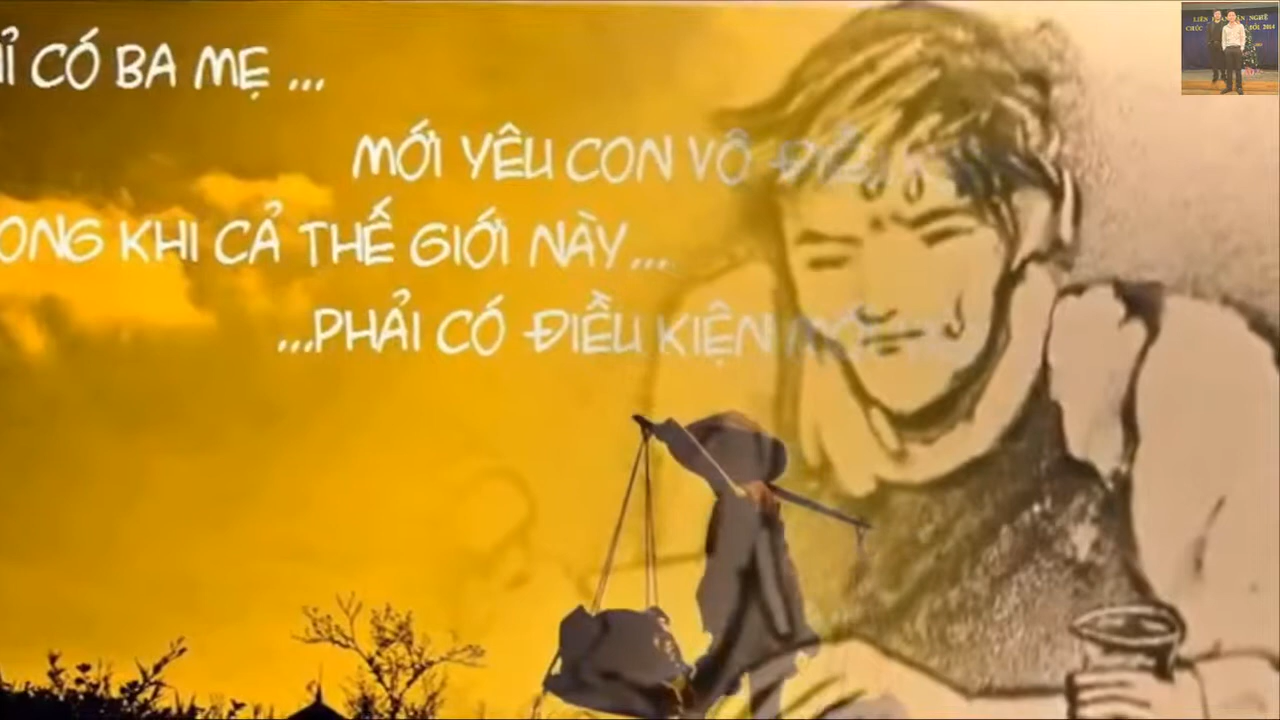 Ỉ CÓ BA MẸ ...
MỚI YÊU CON VÔ
ONG KHI CẢ THẾ GIỚI NÀY...
...PHẢI CÓ ĐIỀU KIỆN